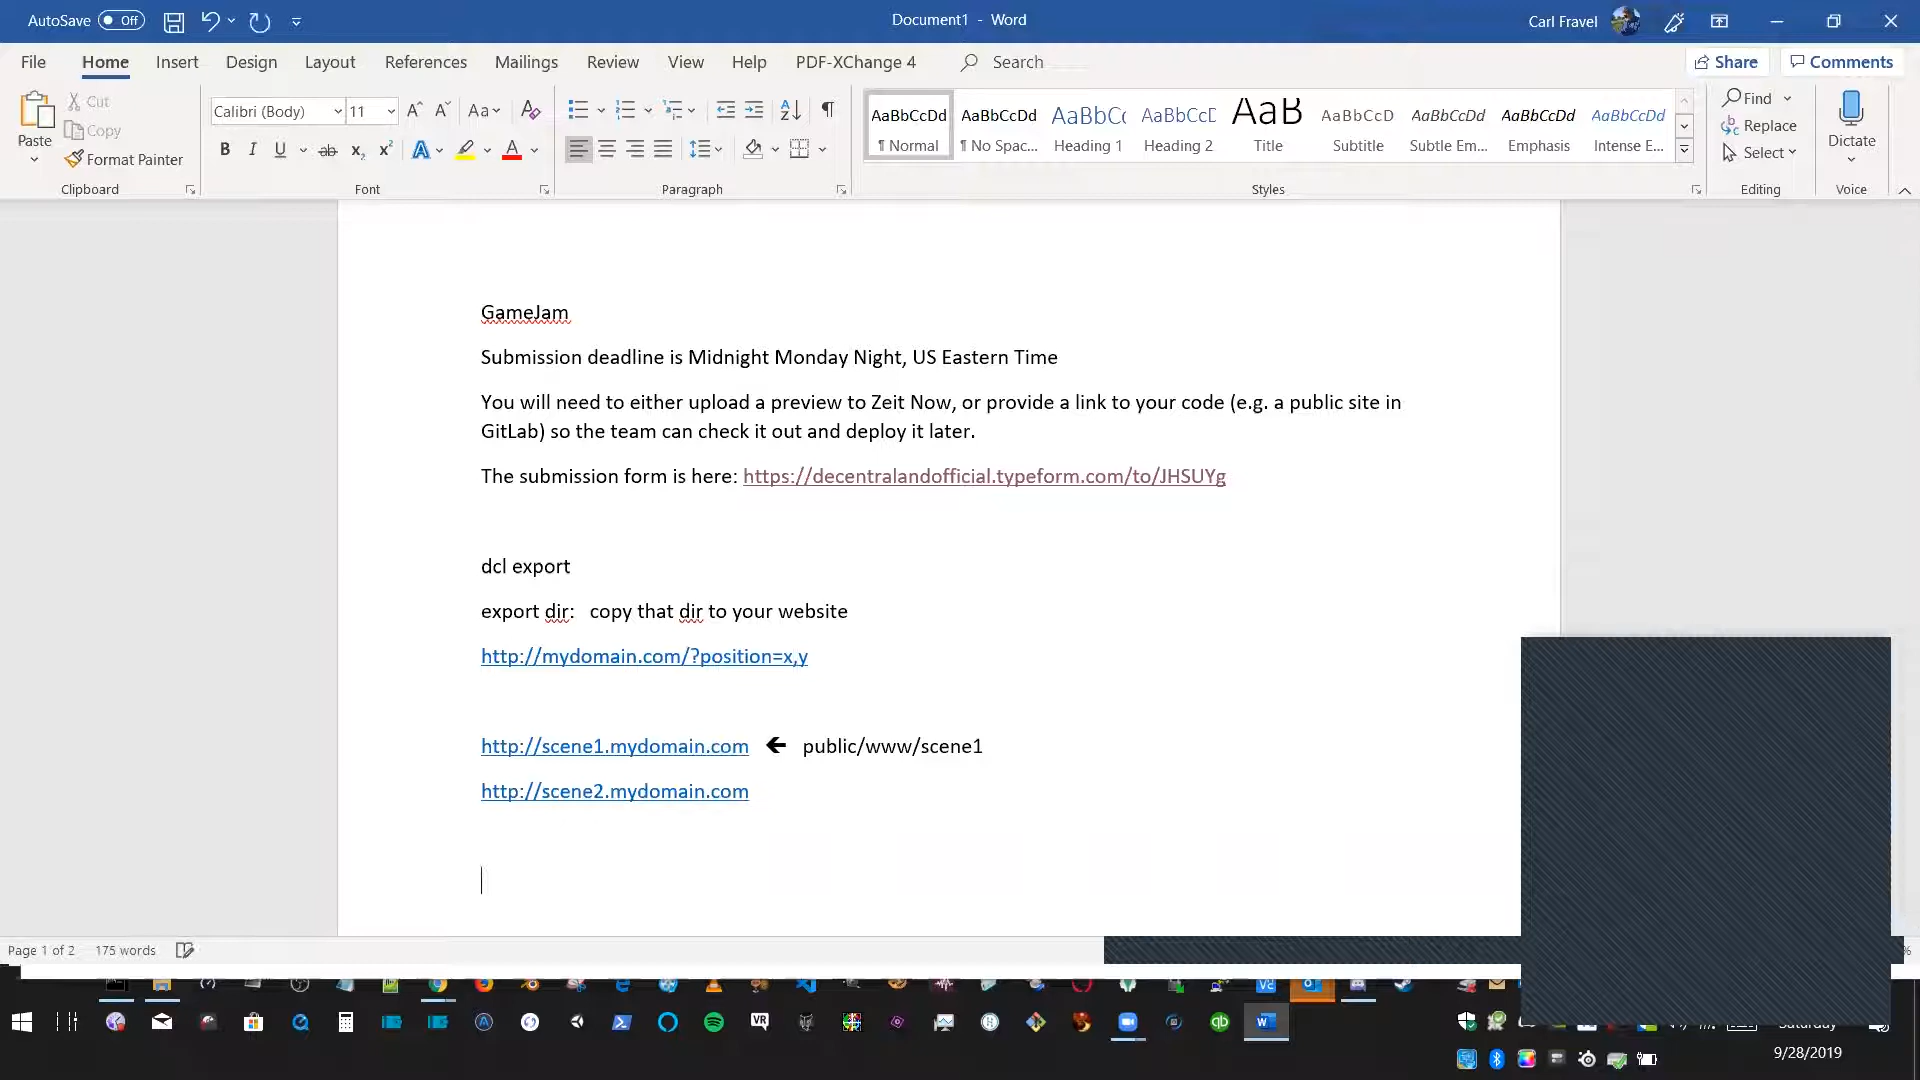 AutoSave Off Document1 - Word Carl Fravel
File Home Insert Design Layout References Mailings Review View Help PDF-XChange 4 Search Share Comments
Paste Cut Copy Format Painter Clipboard
Calibri (Body) 11 Font
Paragraph
AaBbCcDd AaBbCcDd AaBbCc AaBbCcD AaB AaBbCcD AaBbCcDd AaBbCcDd AaBbCcDd
¶ Normal ¶ No Spac... Heading 1 Heading 2 Title Subtitle Subtle Em... Emphasis Intense E...
Styles
Find Replace Select Editing
Dictate Voice
GameJam
Submission deadline is Midnight Monday Night, US Eastern Time
You will need to either upload a preview to Zeit Now, or provide a link to your code (e.g. a public site in
GitLab) so the team can check it out and deploy it later.
The submission form is here: https://decentralandofficial.typeform.com/to/JHSUYg
dcl export
export dir: copy that dir to your website
http://mydomain.com/?position=x,y
http://scene1.mydomain.com 🡰 public/www/scene1
http://scene2.mydomain.com
Page 1 of 2 175 words %
Saturday
9/28/2019